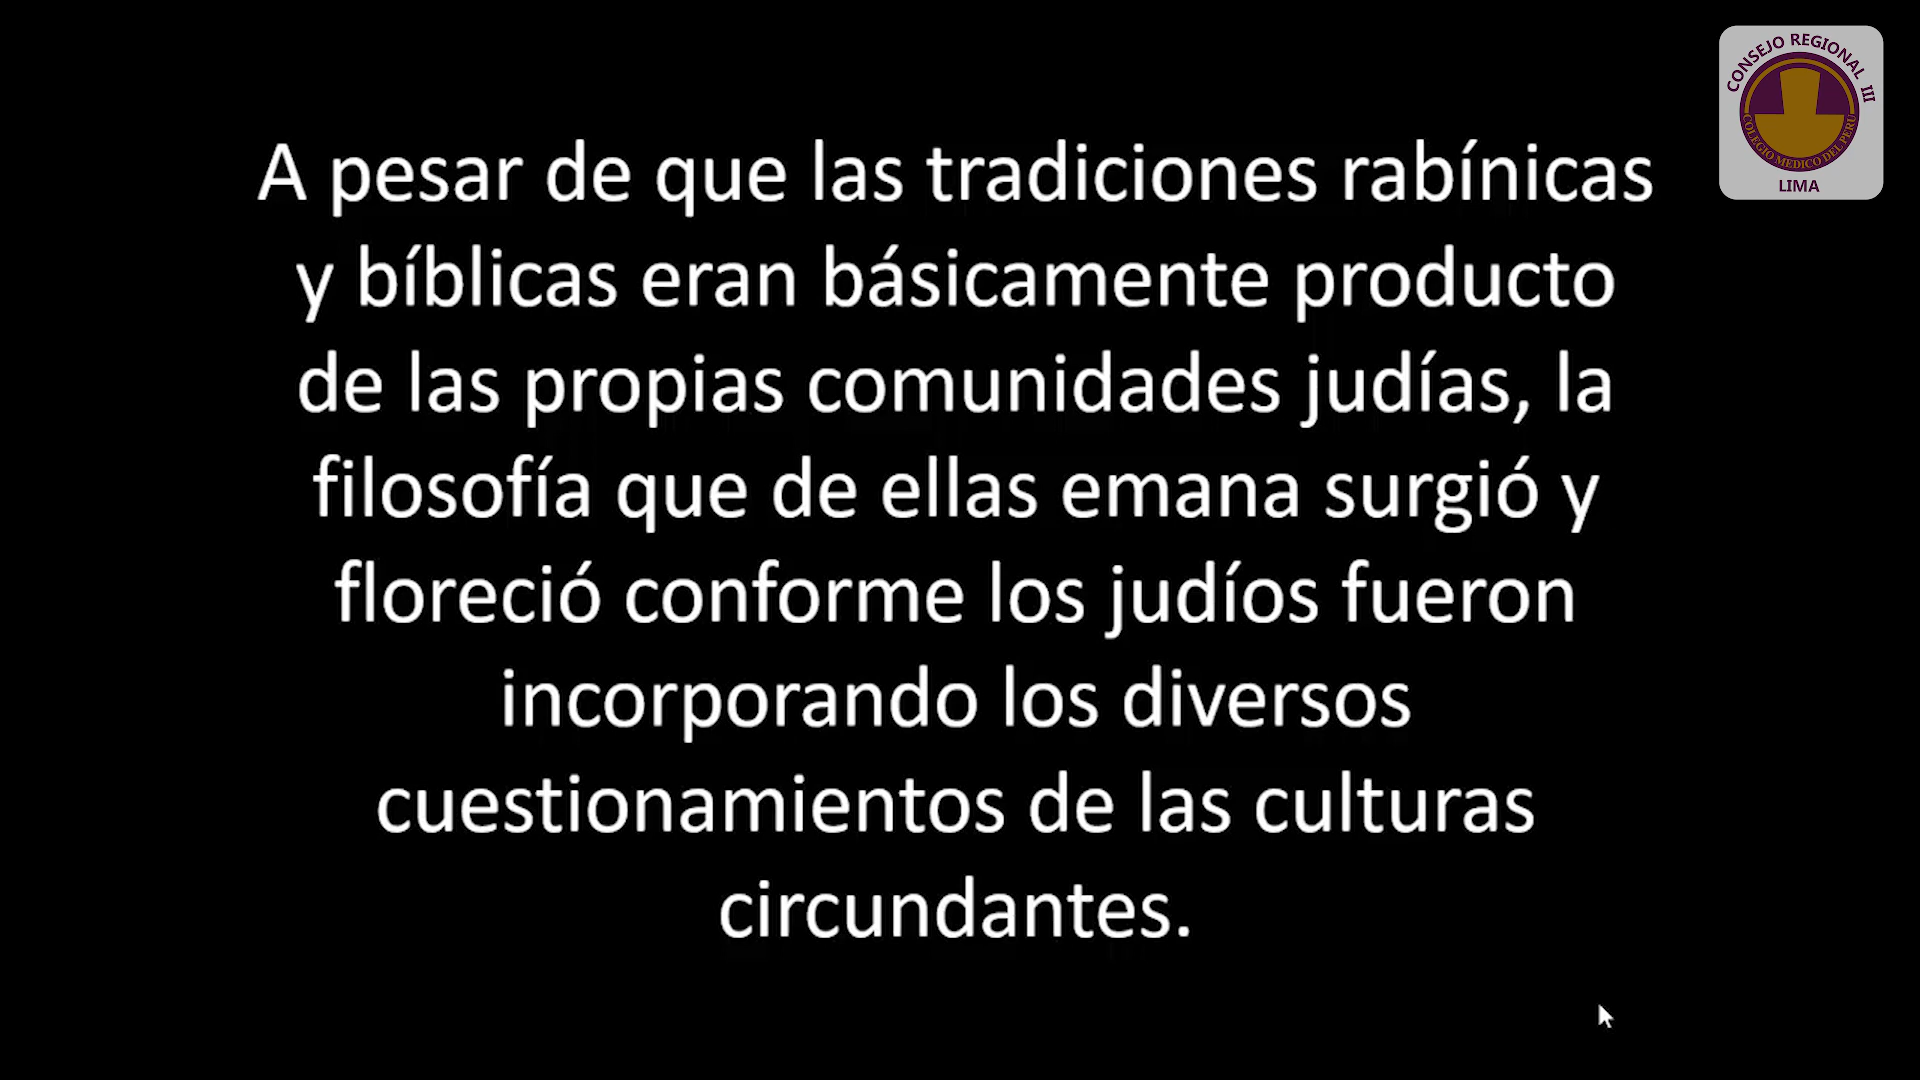 CONSEJO REGIONAL III
COLEGIO MEDICO DEL PERU
LIMA
A pesar de que las tradiciones rabínicas
y bíblicas eran básicamente producto
de las propias comunidades judías, la
filosofía que de ellas emana surgió y
floreció conforme los judíos fueron
incorporando los diversos
cuestionamientos de las culturas
circundantes.